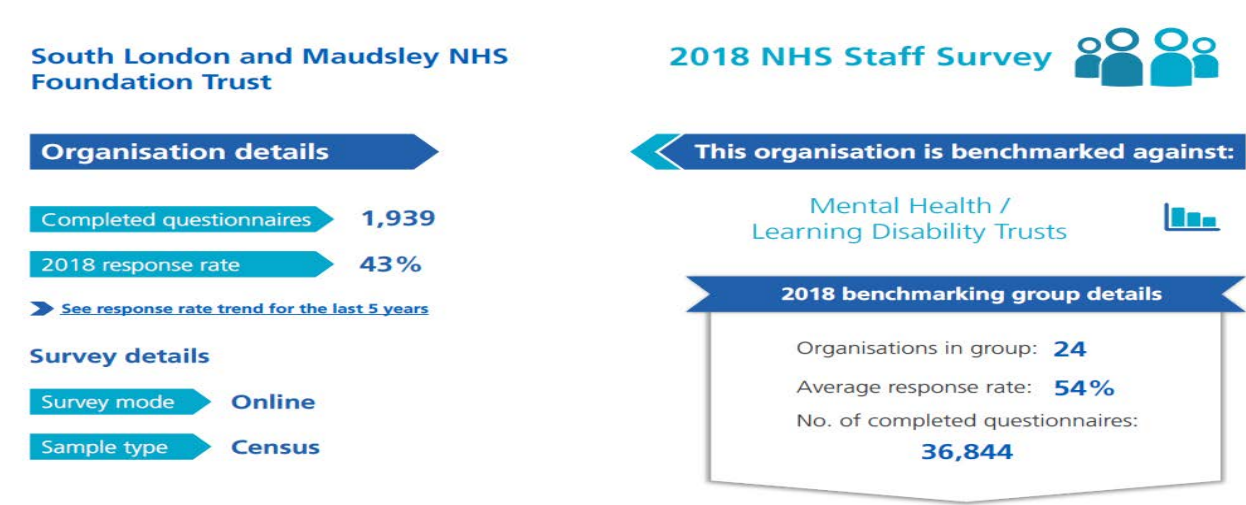 South London and Maudsley NHS
Foundation Trust
2018 NHS Staff Survey
Organisation details
Completed questionnaires 1,939
2018 response rate 43%
See response rate trend for the last 5 years
Survey details
Survey mode Online
Sample type Census
This organisation is benchmarked against:
Mental Health /
Learning Disability Trusts
2018 benchmarking group details
Organisations in group: 24
Average response rate: 54%
No. of completed questionnaires:
36,844